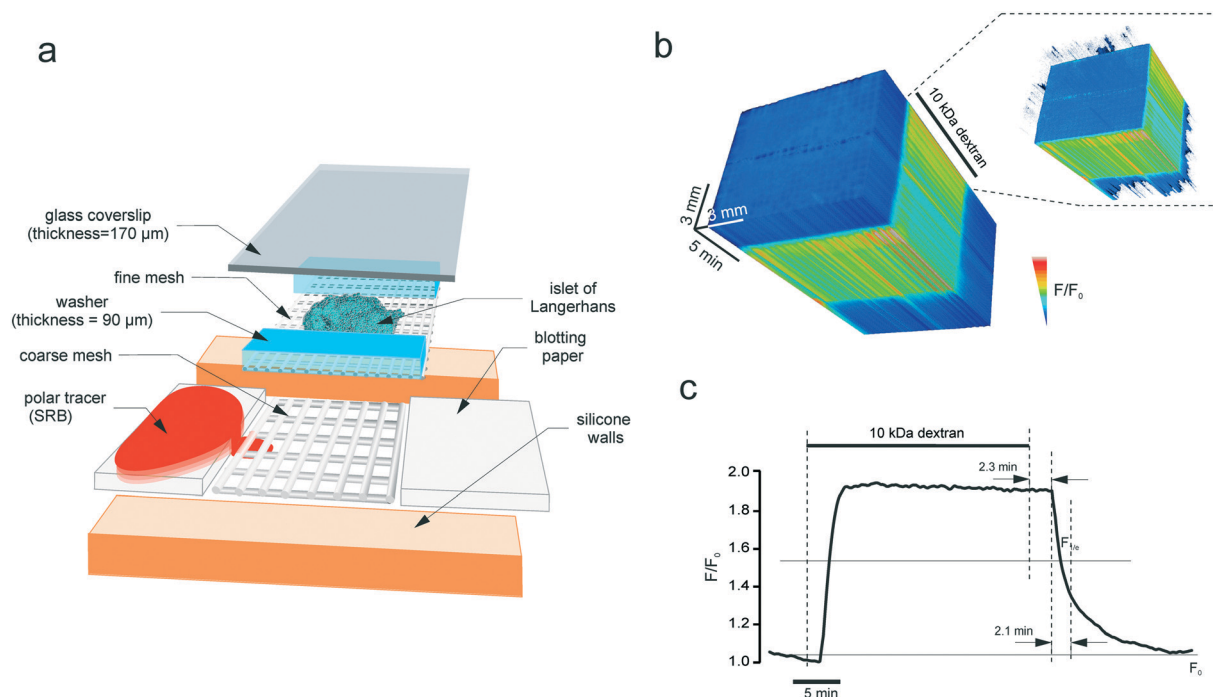 a
glass coverslip
(thickness=170 µm)
fine mesh
washer
(thickness = 90 µm)
coarse mesh
polar tracer
(SRB)
islet of
Langerhans
blotting
paper
silicone
walls
b
10 kDa dextran
3 mm
3 mm
5 min
F/F0
c
10 kDa dextran
2.3 min
2.0
1.8
1.6
1.4
1.2
1.0
F/F0
F1/e
2.1 min
F0
5 min